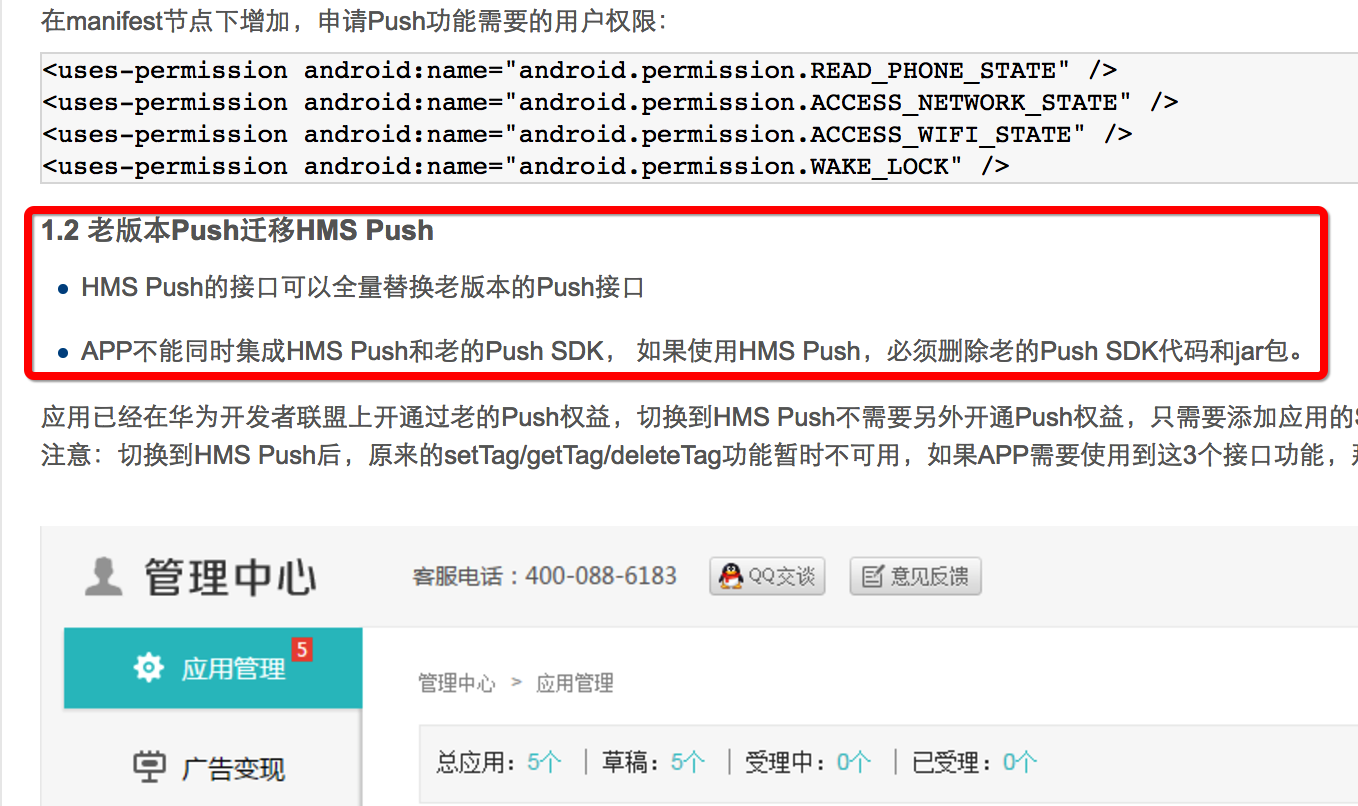 在manifest节点下增加，申请Push功能需要的用户权限：
<uses-permission android:name="android.permission.READ_PHONE_STATE" />
<uses-permission android:name="android.permission.ACCESS_NETWORK_STATE" />
<uses-permission android:name="android.permission.ACCESS_WIFI_STATE" />
<uses-permission android:name="android.permission.WAKE_LOCK" />
1.2 老版本Push迁移HMS Push
HMS Push的接口可以全量替换老版本的Push接口
APP不能同时集成HMS Push和老的Push SDK， 如果使用HMS Push，必须删除老的Push SDK代码和jar包。
应用已经在华为开发者联盟上开通过老的Push权益，切换到HMS Push不需要另外开通Push权益，只需要添加应用的
注意：切换到HMS Push后，原来的setTag/getTag/deleteTag功能暂时不可用，如果APP需要使用到这3个接口功能，
管理中心 客服电话：400-088-6183 QQ交谈 意见反馈
应用管理 5
管理中心 > 应用管理
总应用：5个 | 草稿：5个 | 受理中：0个 | 已受理：0个
广告变现